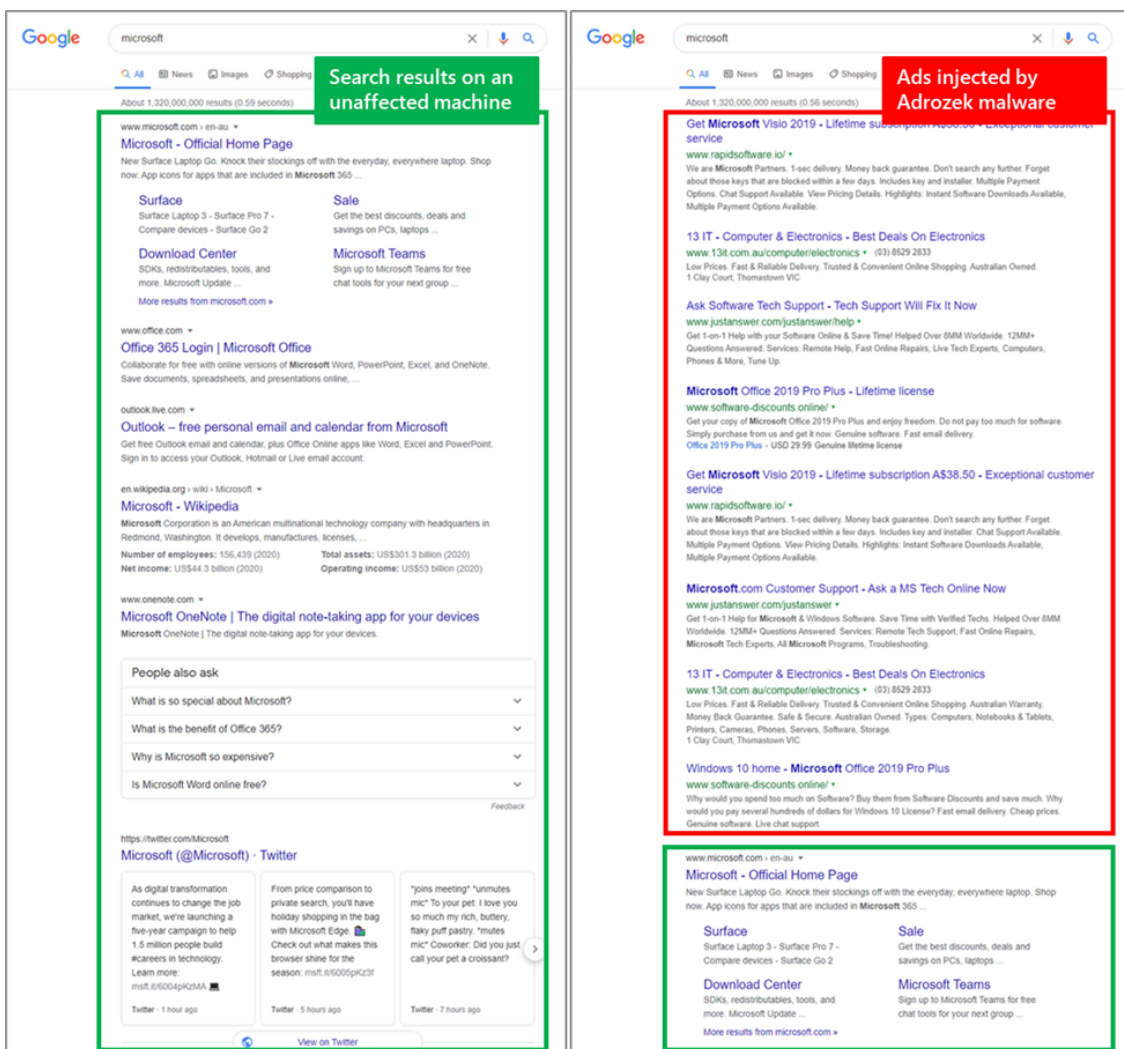 Google
microsoft
All News Images Shopping
Search results on an
unaffected machine
About 1,320,000,000 results (0.59 seconds)
www.microsoft.com › en-au
Microsoft - Official Home Page
New Surface Laptop Go. Knock their stockings off with the everyday, everywhere laptop. Shop
now. App icons for apps that are included in Microsoft 365 ...
Surface
Surface Laptop 3 - Surface Pro 7 -
Compare devices - Surface Go 2
Sale
Get the best discounts, deals and
savings on PCs, laptops ...
Download Center
SDKs, redistributables, tools, and
more. Microsoft Update ...
Microsoft Teams
Sign up to Microsoft Teams for free
chat tools for your next group ...
More results from microsoft.com »
www.office.com
Office 365 Login | Microsoft Office
Collaborate for free with online versions of Microsoft Word, PowerPoint, Excel, and OneNote.
Save documents, spreadsheets, and presentations online, ...
outlook.live.com
Outlook – free personal email and calendar from Microsoft
Get free Outlook email and calendar, plus Office Online apps like Word, Excel and PowerPoint.
Sign in to access your Outlook, Hotmail or Live email account.
en.wikipedia.org › wiki › Microsoft
Microsoft - Wikipedia
Microsoft Corporation is an American multinational technology company with headquarters in
Redmond, Washington. It develops, manufactures, licenses, ...
Number of employees: 156,439 (2020) Total assets: US$301.3 billion (2020)
Net income: US$44.3 billion (2020) Operating income: US$53 billion (2020)
www.onenote.com
Microsoft OneNote | The digital note-taking app for your devices
Microsoft OneNote | The digital note-taking app for your devices.
People also ask
What is so special about Microsoft?
What is the benefit of Office 365?
Why is Microsoft so expensive?
Is Microsoft Word online free?
Feedback
https://twitter.com/Microsoft
Microsoft (@Microsoft) · Twitter
As digital transformation
continues to change the job
market, we're launching a
five-year campaign to help
1.5 million people build
#careers in technology.
Learn more:
msft.it/6004pKzMA
Twitter · 1 hour ago
From price comparison to
private search, you'll have
holiday shopping in the bag
with Microsoft Edge.
Check out what makes this
browser shine for the
season: msft.it/6005pKz3f
Twitter · 5 hours ago
*joins meeting* *unmutes
mic* To your pet: I love you
so much my rich, buttery,
flaky puff pastry. *mutes
mic* Coworker: Did you just
call your pet a croissant?
Twitter · 7 hours ago
View on Twitter
Google
microsoft
All News Images Shopping
Ads injected by
Adrozek malware
About 1,320,000,000 results (0.56 seconds)
Get Microsoft Visio 2019 - Lifetime subscription - Exceptional customer
service
www.rapidsoftware.io/
We are Microsoft Partners. 1-sec delivery. Money back guarantee. Don't search any further. Forget
about those keys that are blocked within a few days. Includes key and installer. Multiple Payment
Options. Chat Support Available. View Pricing Details. Highlights: Instant Software Downloads Available,
Multiple Payment Options Available.
13 IT - Computer & Electronics - Best Deals On Electronics
www.13it.com.au/computer/electronics (03) 8529 2833
Low Prices. Fast & Reliable Delivery. Trusted & Convenient Online Shopping. Australian Owned.
1 Clay Court, Thomastown VIC
Ask Software Tech Support - Tech Support Will Fix It Now
www.justanswer.com/justanswer/help
Get 1-on-1 Help with your Software Online & Save Time! Helped Over 8MM Worldwide. 12MM+
Questions Answered. Services: Remote Help, Fast Online Repairs, Live Tech Experts, Computers,
Phones & More, Tune Up.
Microsoft Office 2019 Pro Plus - Lifetime license
www.software-discounts.online/
Get your copy of Microsoft Office 2019 Pro Plus and enjoy freedom. Do not pay too much for software.
Simply purchase from us and get it now. Genuine software. Fast email delivery.
Office 2019 Pro Plus - USD 29.99 Genuine lifetime license
Get Microsoft Visio 2019 - Lifetime subscription A$38.50 - Exceptional customer
service
www.rapidsoftware.io/
We are Microsoft Partners. 1-sec delivery. Money back guarantee. Don't search any further. Forget
about those keys that are blocked within a few days. Includes key and installer. Chat Support Available.
Multiple Payment Options. View Pricing Details. Highlights: Instant Software Downloads Available,
Multiple Payment Options Available.
Microsoft.com Customer Support - Ask a MS Tech Online Now
www.justanswer.com/justanswer
Get 1-on-1 Help for Microsoft & Windows Software. Save Time with Verified Techs. Helped Over 8MM
Worldwide. 12MM+ Questions Answered. Services: Remote Tech Support, Fast Online Repairs,
Microsoft Tech Experts, All Microsoft Programs, Troubleshooting.
13 IT - Computer & Electronics - Best Deals On Electronics
www.13it.com.au/computer/electronics (03) 8529 2833
Low Prices. Fast & Reliable Delivery. Trusted & Convenient Online Shopping. Australian Warranty.
Money Back Guarantee. Safe & Secure. Australian Owned. Types: Computers, Notebooks & Tablets,
Printers, Cameras, Phones, Servers, Software, Storage.
1 Clay Court, Thomastown VIC
Windows 10 home - Microsoft Office 2019 Pro Plus
www.software-discounts.online/
Why would you spend too much on Software? Buy them from Software Discounts and save much. Why
would you pay several hundreds of dollars for Windows 10 License? Fast email delivery. Cheap prices.
Genuine software. Live chat support.
www.microsoft.com › en-au
Microsoft - Official Home Page
New Surface Laptop Go. Knock their stockings off with the everyday, everywhere laptop. Shop
now. App icons for apps that are included in Microsoft 365 ...
Surface
Surface Laptop 3 - Surface Pro 7 -
Compare devices - Surface Go 2
Sale
Get the best discounts, deals and
savings on PCs, laptops ...
Download Center
SDKs, redistributables, tools, and
more. Microsoft Update ...
Microsoft Teams
Sign up to Microsoft Teams for free
chat tools for your next group ...
More results from microsoft.com »